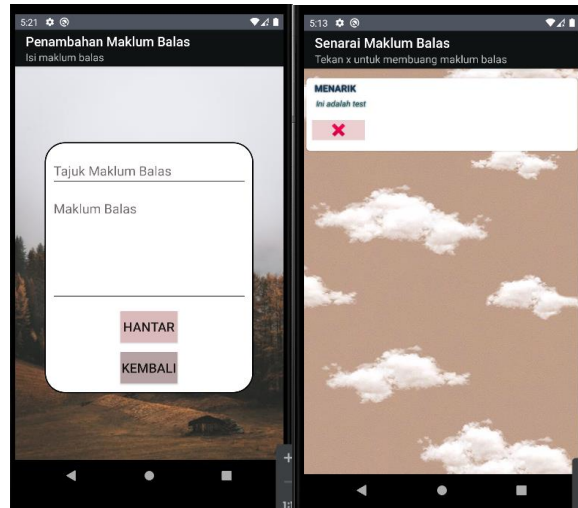 5:21
Penambahan Maklum Balas
Isi maklum balas
Tajuk Maklum Balas
Maklum Balas
HANTAR
KEMBALI
5:13
Senarai Maklum Balas
Tekan x untuk membuang maklum balas
MENARIK
Ini adalah test